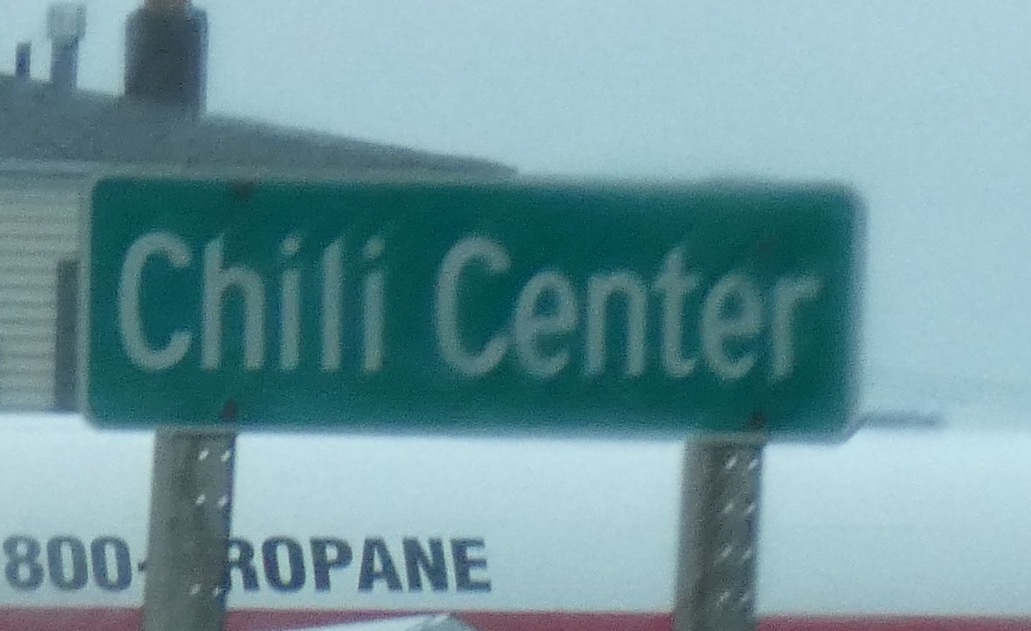 Chili Center
800- ROPANE